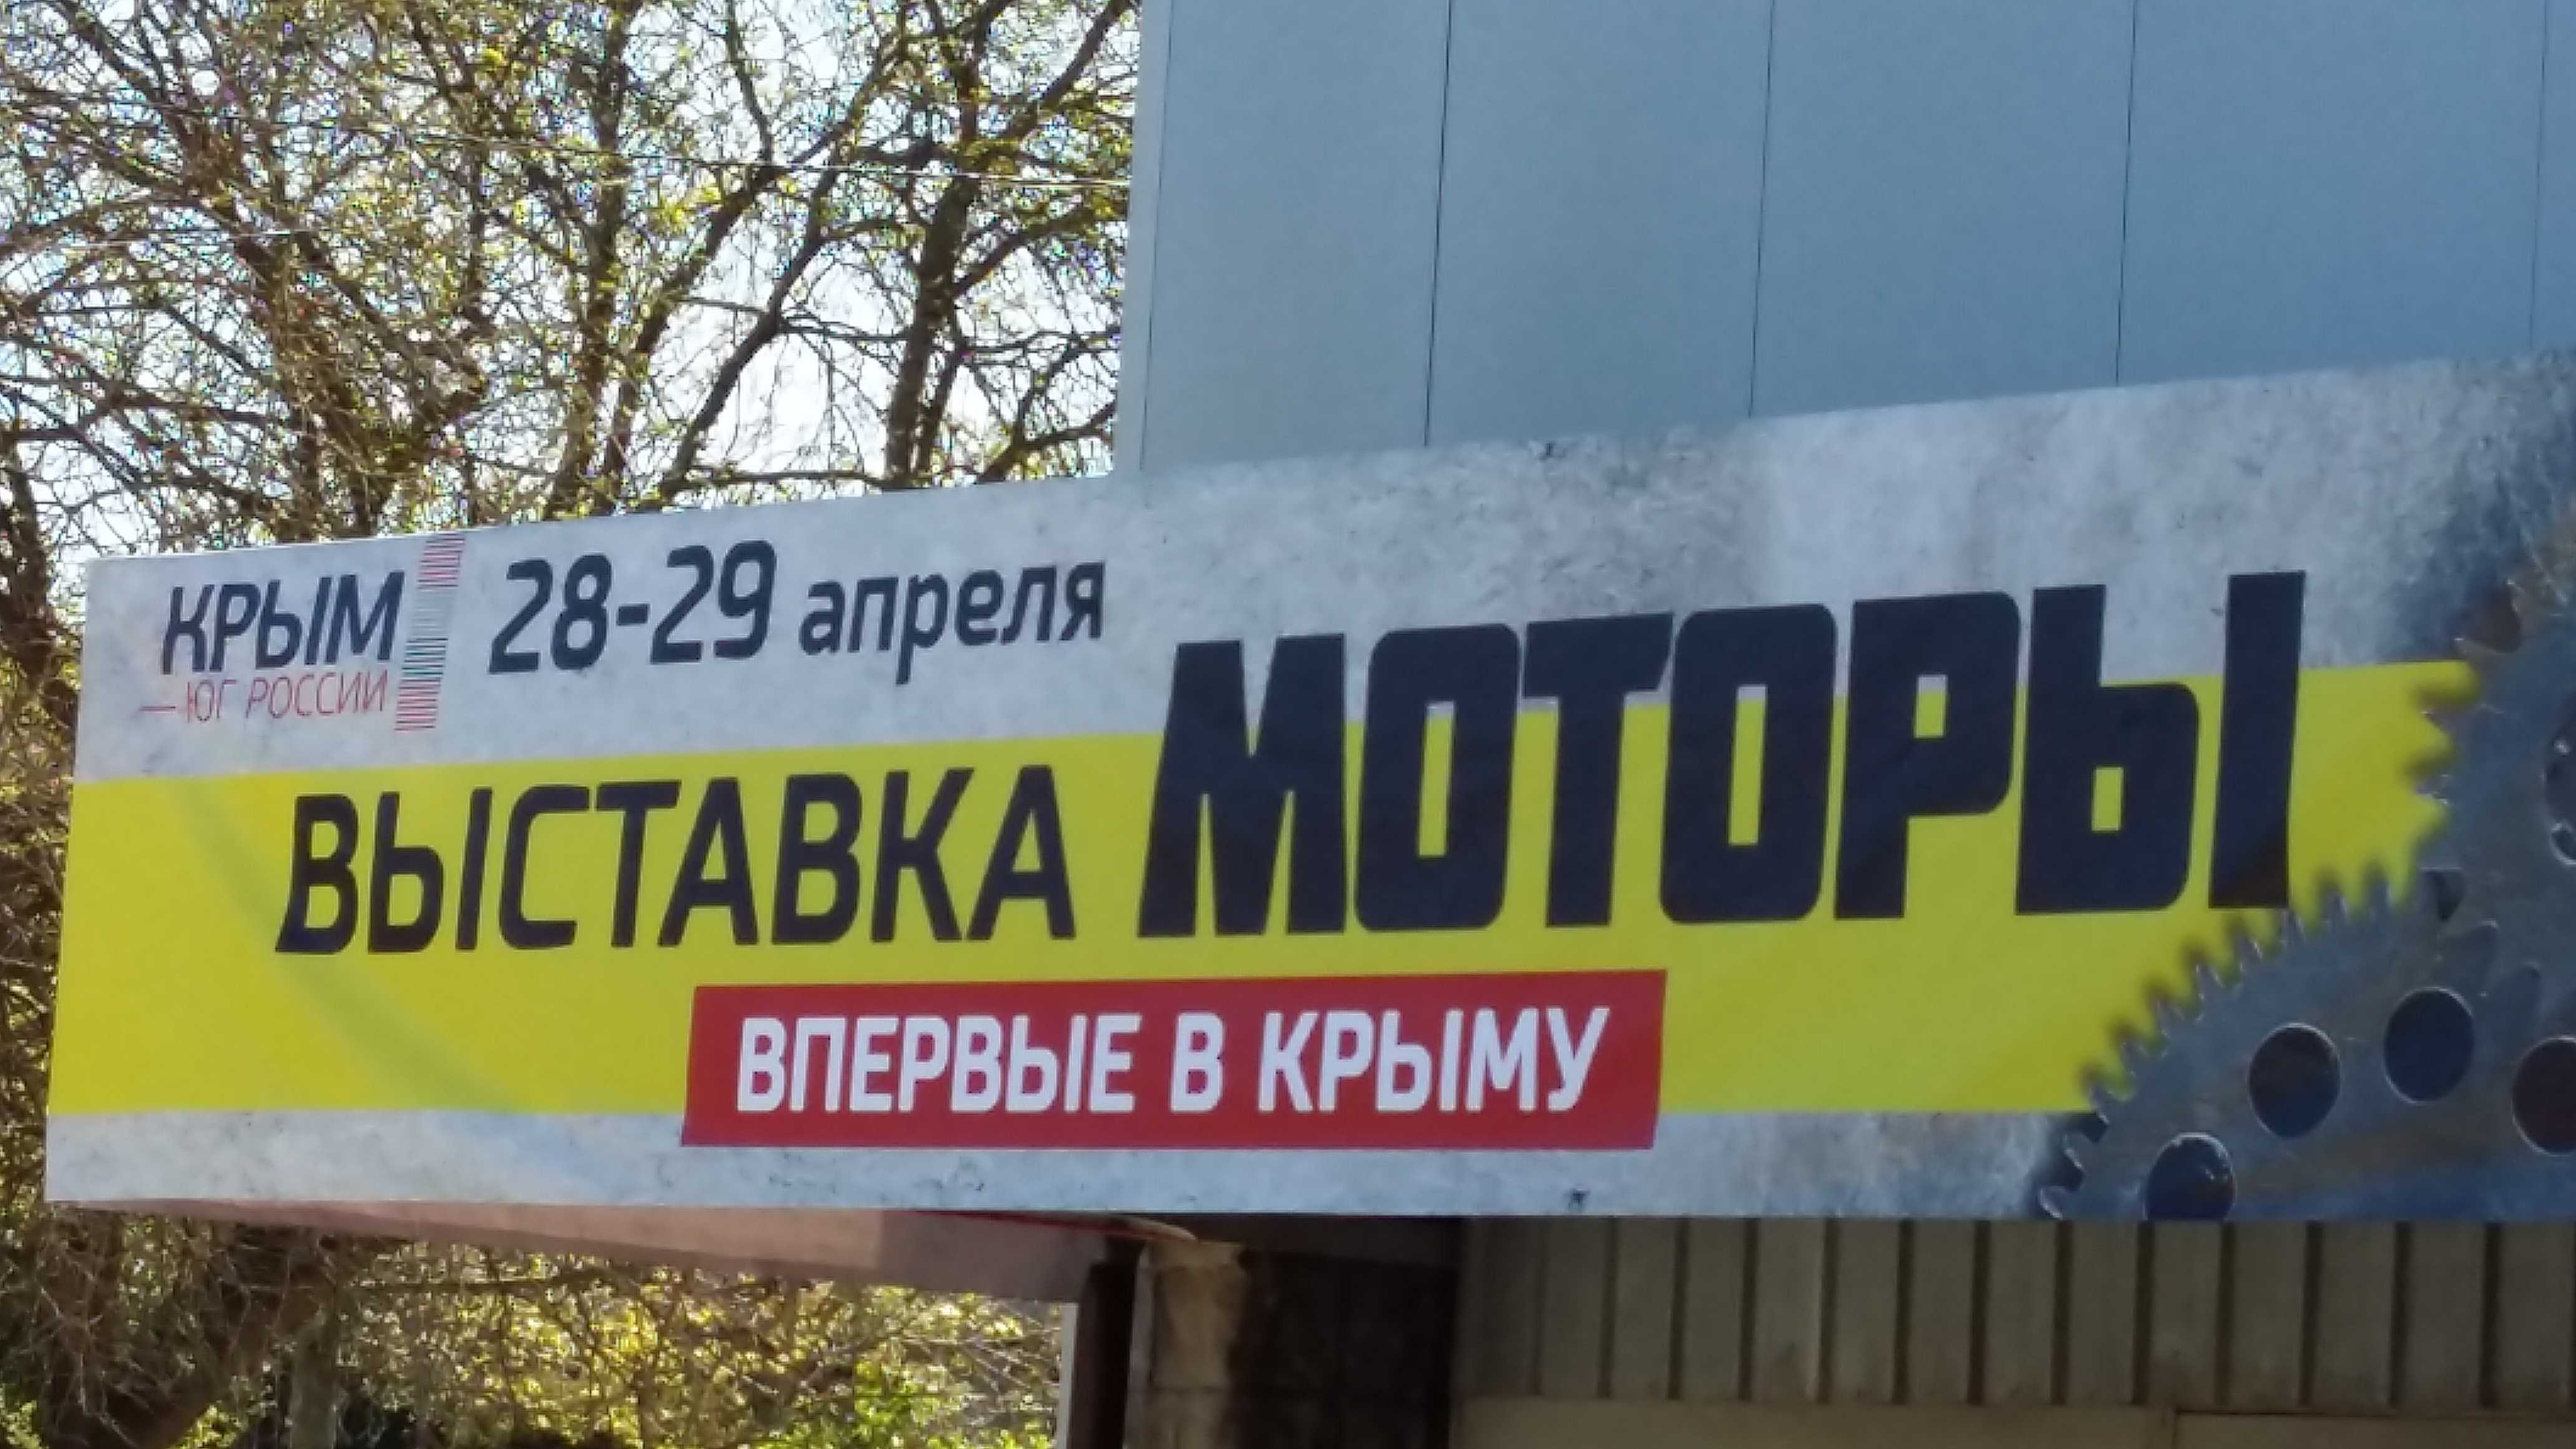 КРЫМ
ЮГ РОССИИ
28-29 апреля
ВЫСТАВКА МОТОРЫ
ВПЕРВЫЕ В КРЫМУ